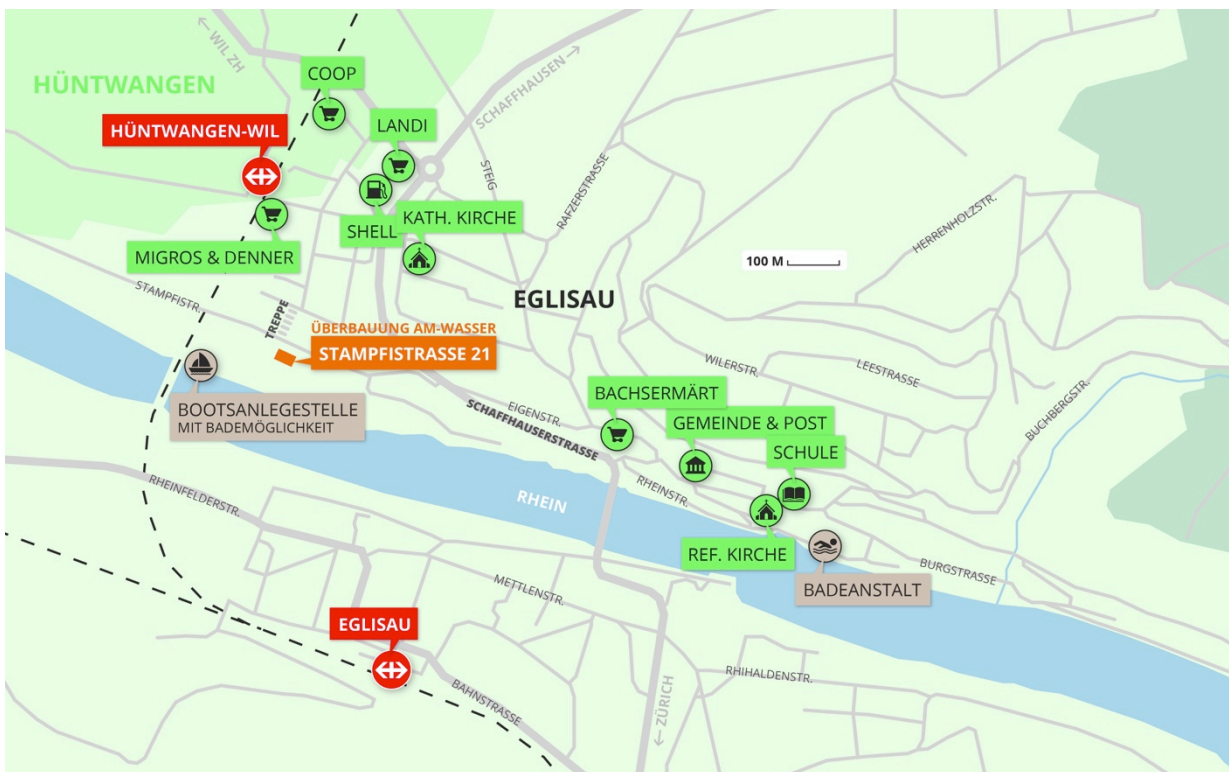 ← WIL ZH
HÜNTWANGEN
COOP
SCHAFFHAUSEN →
HÜNTWANGEN-WIL
LANDI
STEIG
RAFZERSTRASSE
HERRENHOLZSTR.
SHELL
KATH. KIRCHE
MIGROS & DENNER
100 M
STAMPFISTR.
TREPPE
EGLISAU
ÜBERBAUUNG AM-WASSER
STAMPFISTRASSE 21
WILERSTR.
LEESTRASSE
BUCHBERGSTR.
BOOTSANLEGESTELLE
MIT BADEMÖGLICHKEIT
EIGENSTR.
SCHAFFHAUSERSTRASSE
BACHSERMÄRT
GEMEINDE & POST
SCHULE
RHEINSTR.
RHEINFELDERSTR.
RHEIN
REF. KIRCHE
BADEANSTALT
BURGSTRASSE
METTLENSTR.
EGLISAU
BAHNSTRASSE
← ZÜRICH
RHIHALDENSTR.